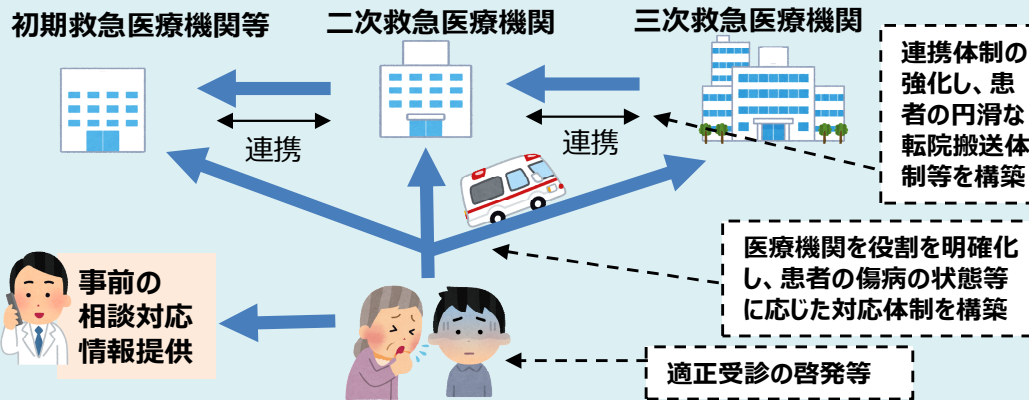 初期救急医療機関等
二次救急医療機関
三次救急医療機関
連携
連携
連携体制の
強化し、患
者の円滑な
転院搬送体
制等を構築
医療機関を役割を明確化
し、患者の傷病の状態等
に応じた対応体制を構築
事前の
相談対応
情報提供
適正受診の啓発等